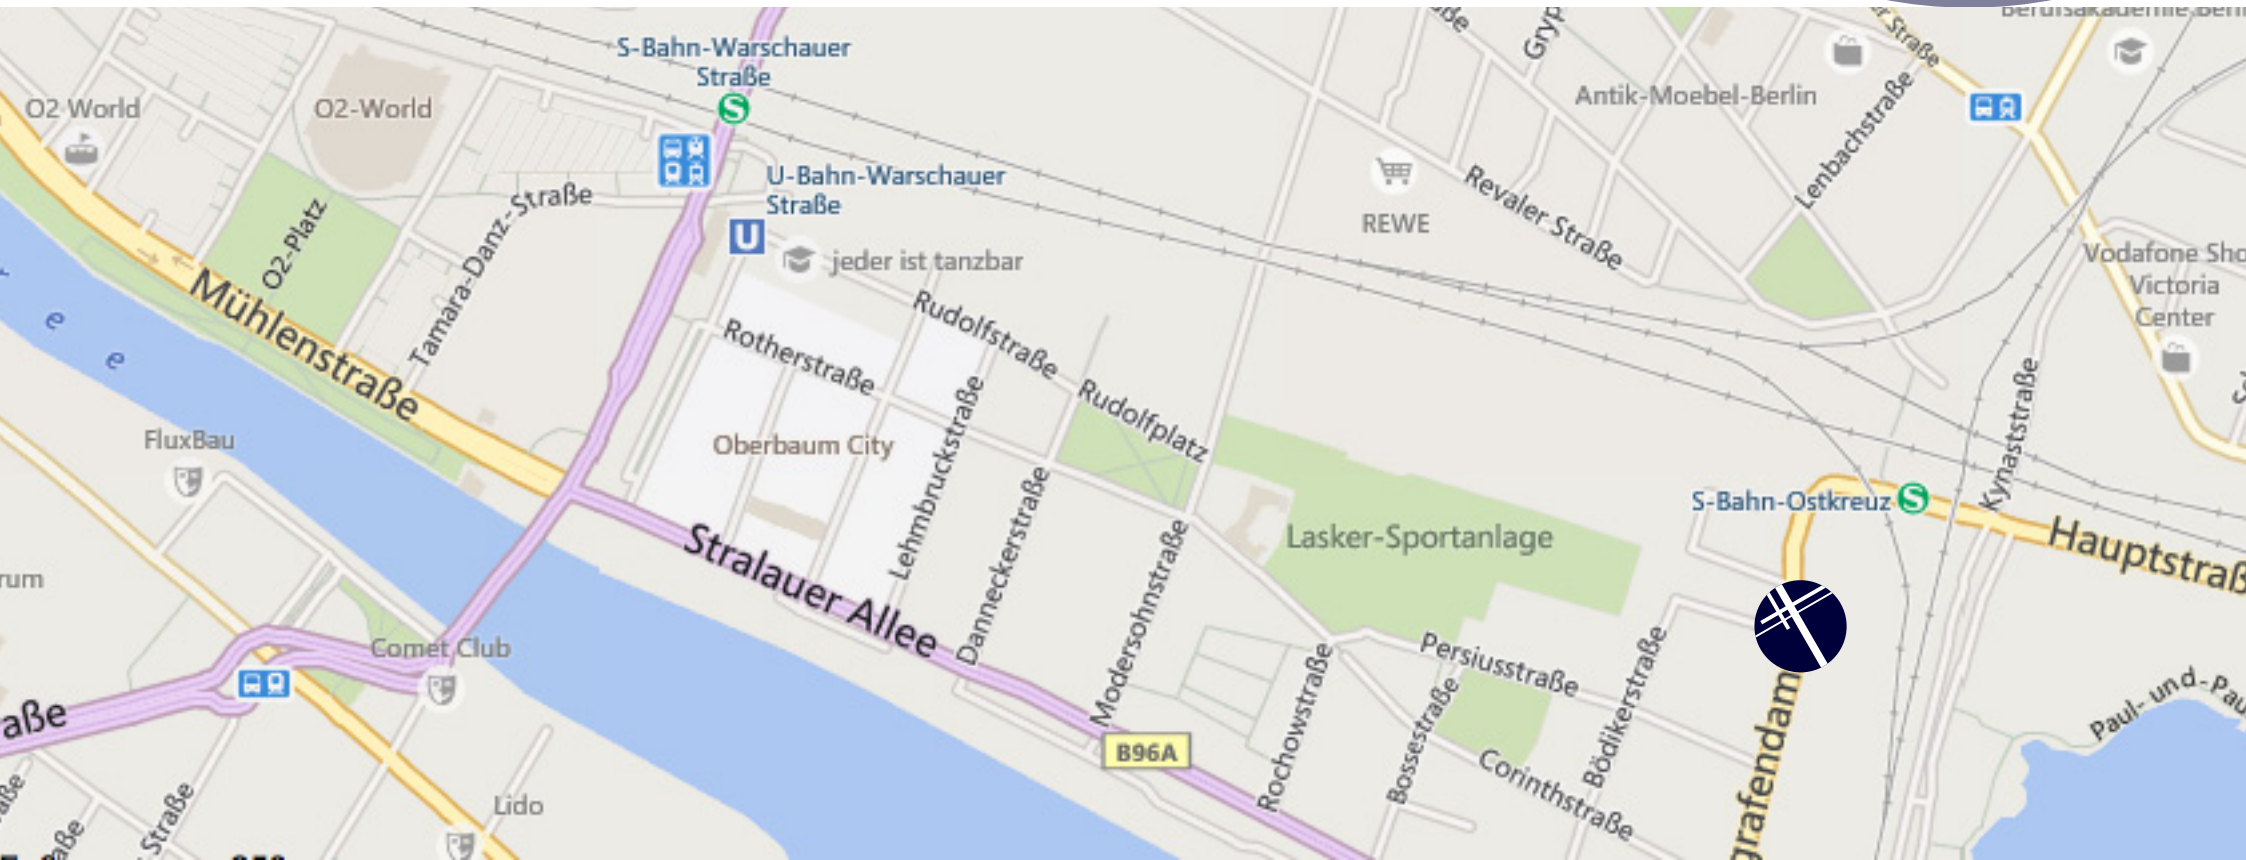 S-Bahn-Warschauer
Straße
O2 World
O2-World
Antik-Moebel-Berlin
Lenbachstraße
U-Bahn-Warschauer
Straße
U
S
Tamara-Danz-Straße
O2-Platz
REWE
Revaler Straße
jeder ist tanzbar
Vodafone Sho
Victoria
Center
Mühlenstraße
Rudolfstraße
Rotherstraße
Rudolfplatz
Kynaststraße
FluxBau
Oberbaum City
Lehmbruckstraße
Danneckerstraße
S-Bahn-Ostkreuz
S
Hauptstraß
Lasker-Sportanlage
Stralauer Allee
Modersohnstraße
Comet Club
Persiusstraße
Rochowstraße
Bossestraße
Bödikerstraße
Corinthstraße
Paul-und-Pau
B96A
grafendam
Lido
aße
Straße
rum
e
e